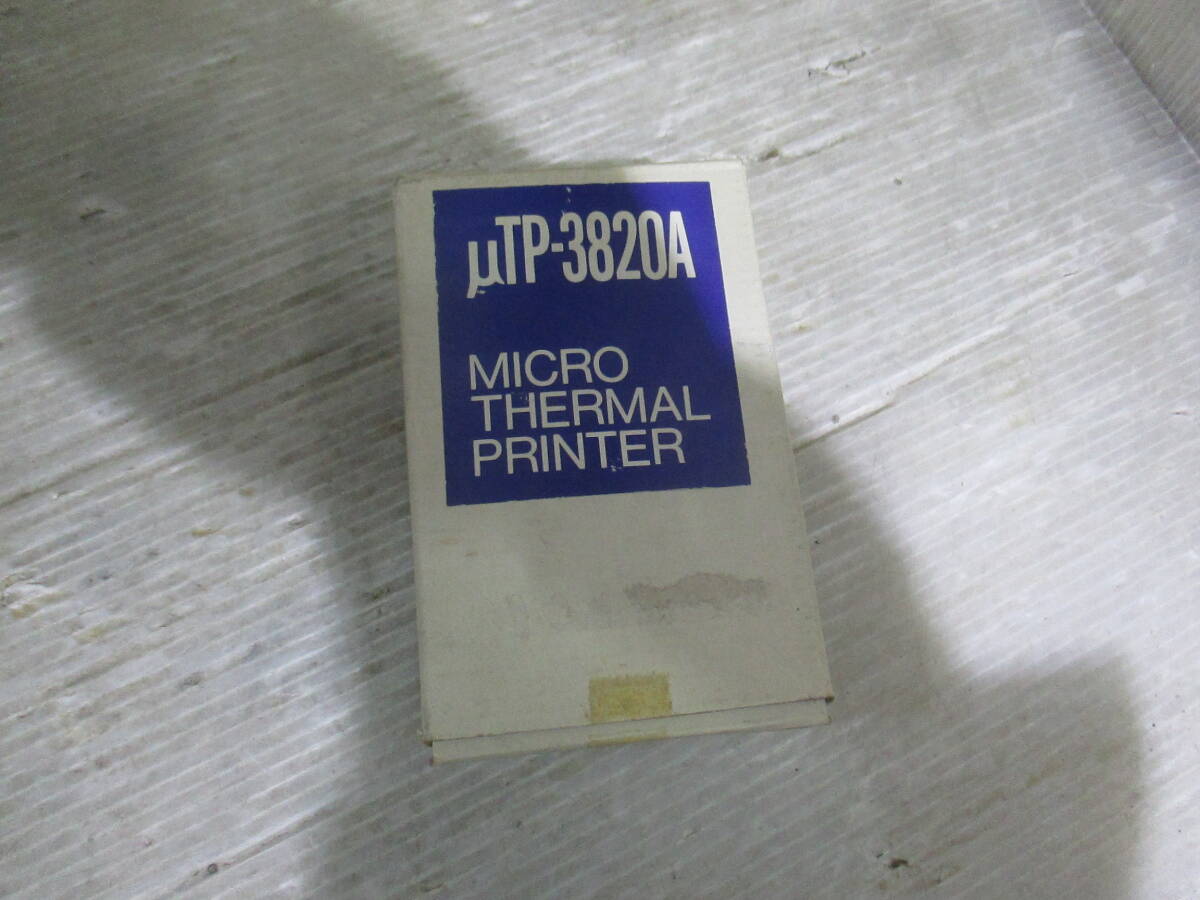 μTP-3820A
MICRO
THERMAL
PRINTER